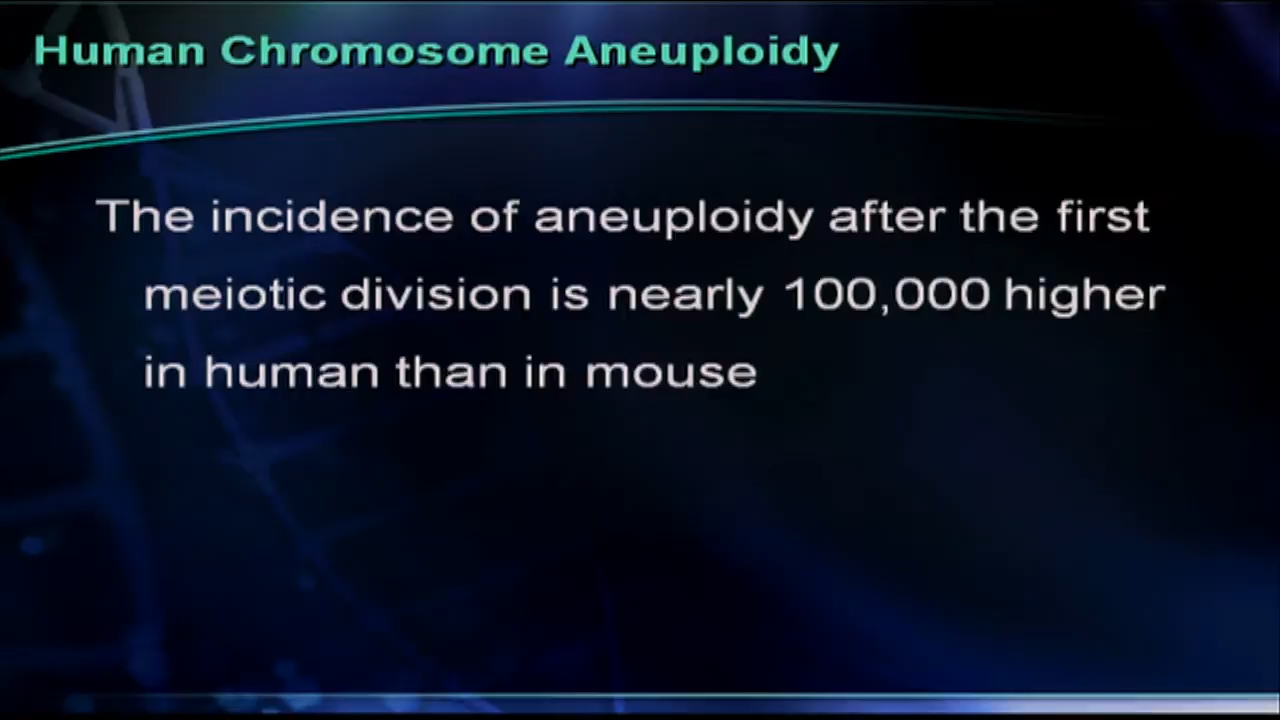 Human Chromosome Aneuploidy
The incidence of aneuploidy after the first
meiotic division is nearly 100,000 higher
in human than in mouse